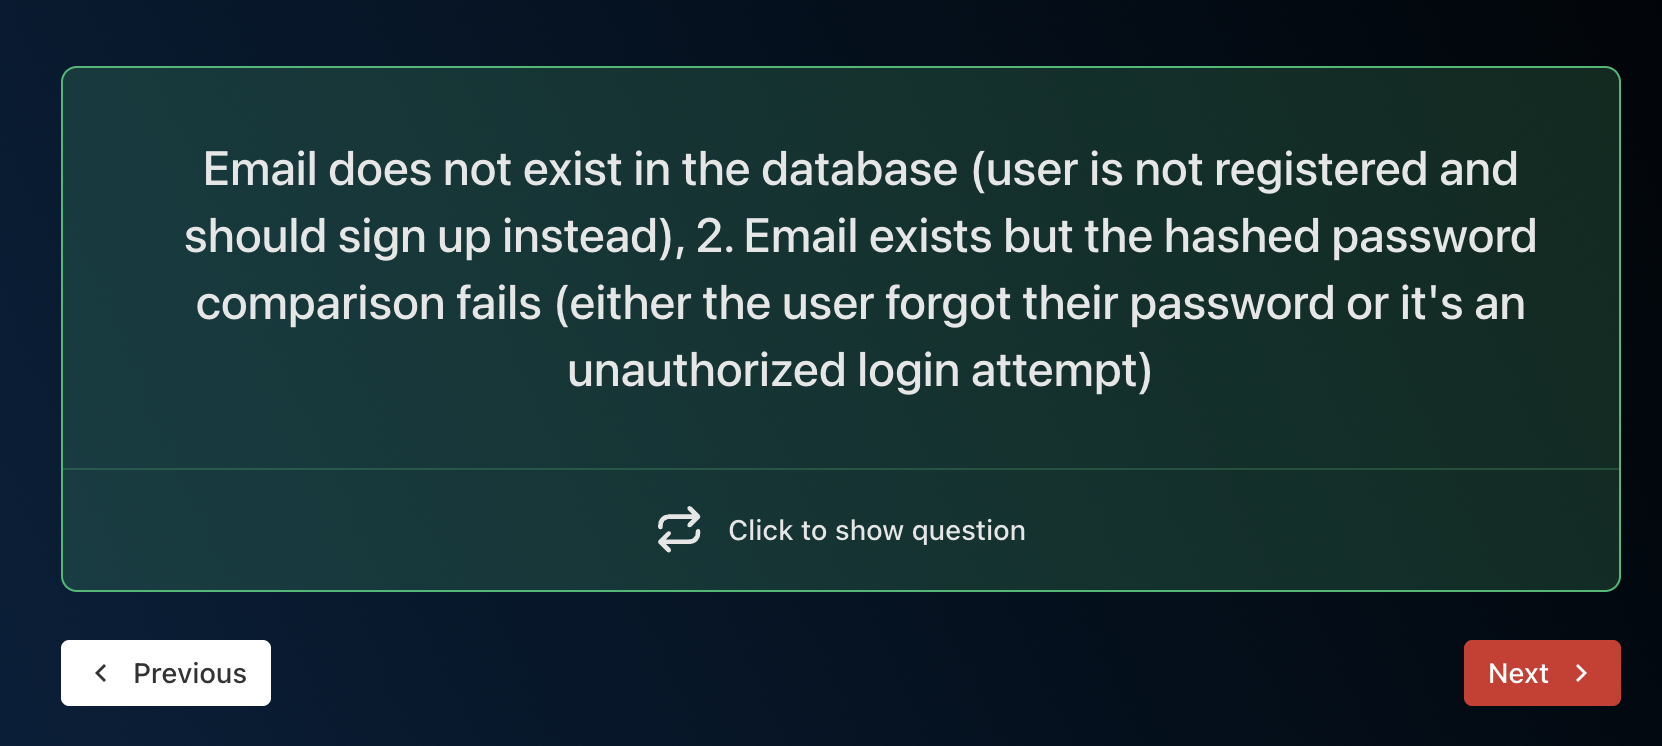 Email does not exist in the database (user is not registered and
should sign up instead), 2. Email exists but the hashed password
comparison fails (either the user forgot their password or it's an
unauthorized login attempt)
Click to show question
Previous
Next